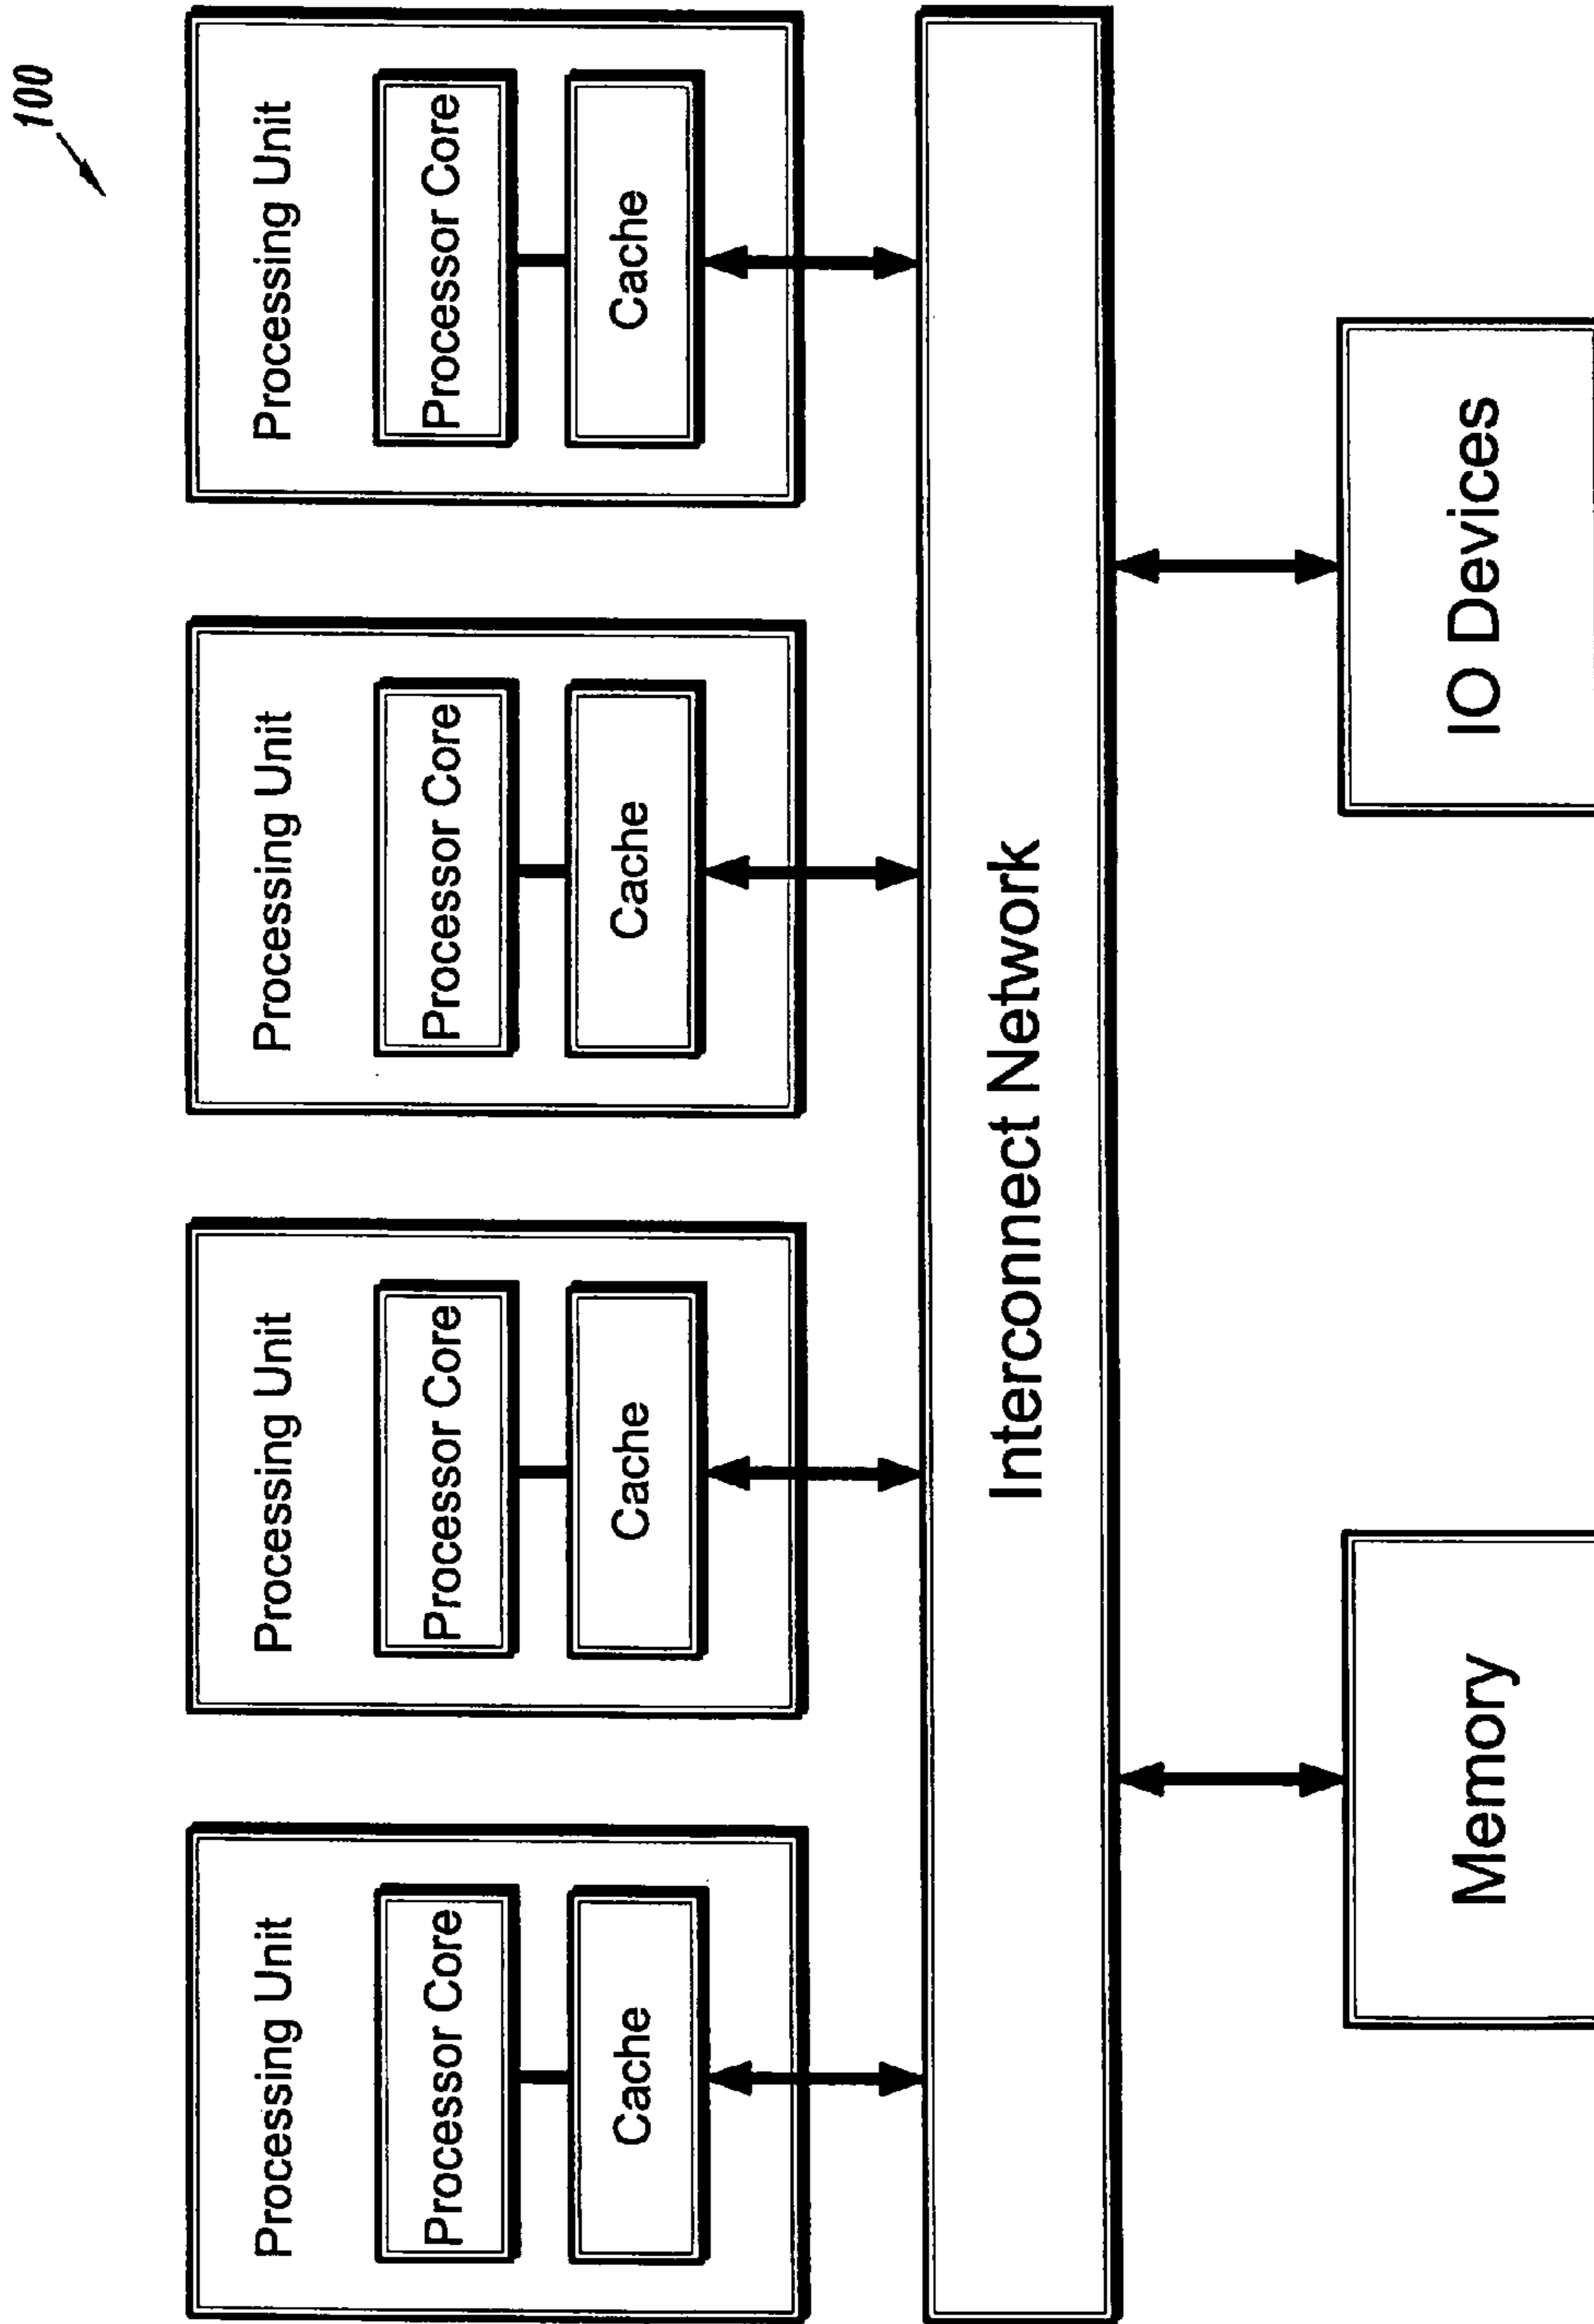 100
Processing Unit
Processor Core
Cache
Processing Unit
Processor Core
Cache
Processing Unit
Processor Core
Cache
Processing Unit
Processor Core
Cache
Interconnect Network
Memory
IO Devices